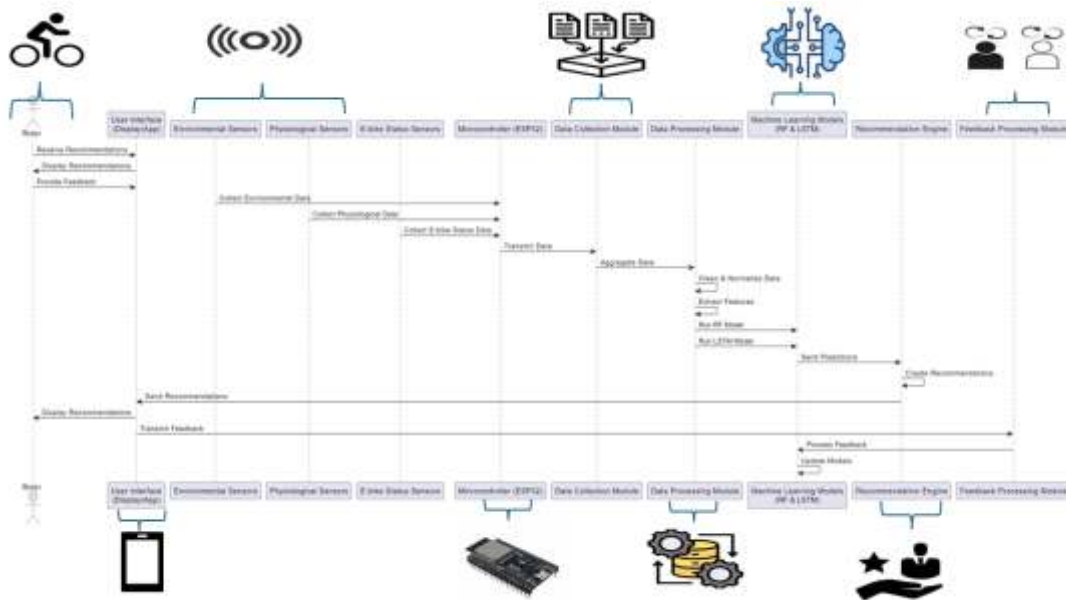 User Interface
(Display/App)
Environmental Sensors
Physiological Sensors
E-bike Status Sensors
Microcontroller (ESP32)
Data Collection Module
Data Processing Module
Machine Learning Models
(RF & LSTM)
Recommendation Engine
Feedback Processing Module
Receive Recommendations
Display Recommendations
Provide Feedback
Collect Environmental Data
Collect Physiological Data
Collect E-bike Status Data
Transmit Data
Aggregate Data
Clean & Normalize Data
Extract Features
Run RF Model
Run LSTM Model
Send Predictions
Create Recommendations
Send Recommendations
Display Recommendations
Transmit Feedback
Process Feedback
Update Models
User Interface
(Display/App)
Environmental Sensors
Physiological Sensors
E-bike Status Sensors
Microcontroller (ESP32)
Data Collection Module
Data Processing Module
Machine Learning Models
(RF & LSTM)
Recommendation Engine
Feedback Processing Module